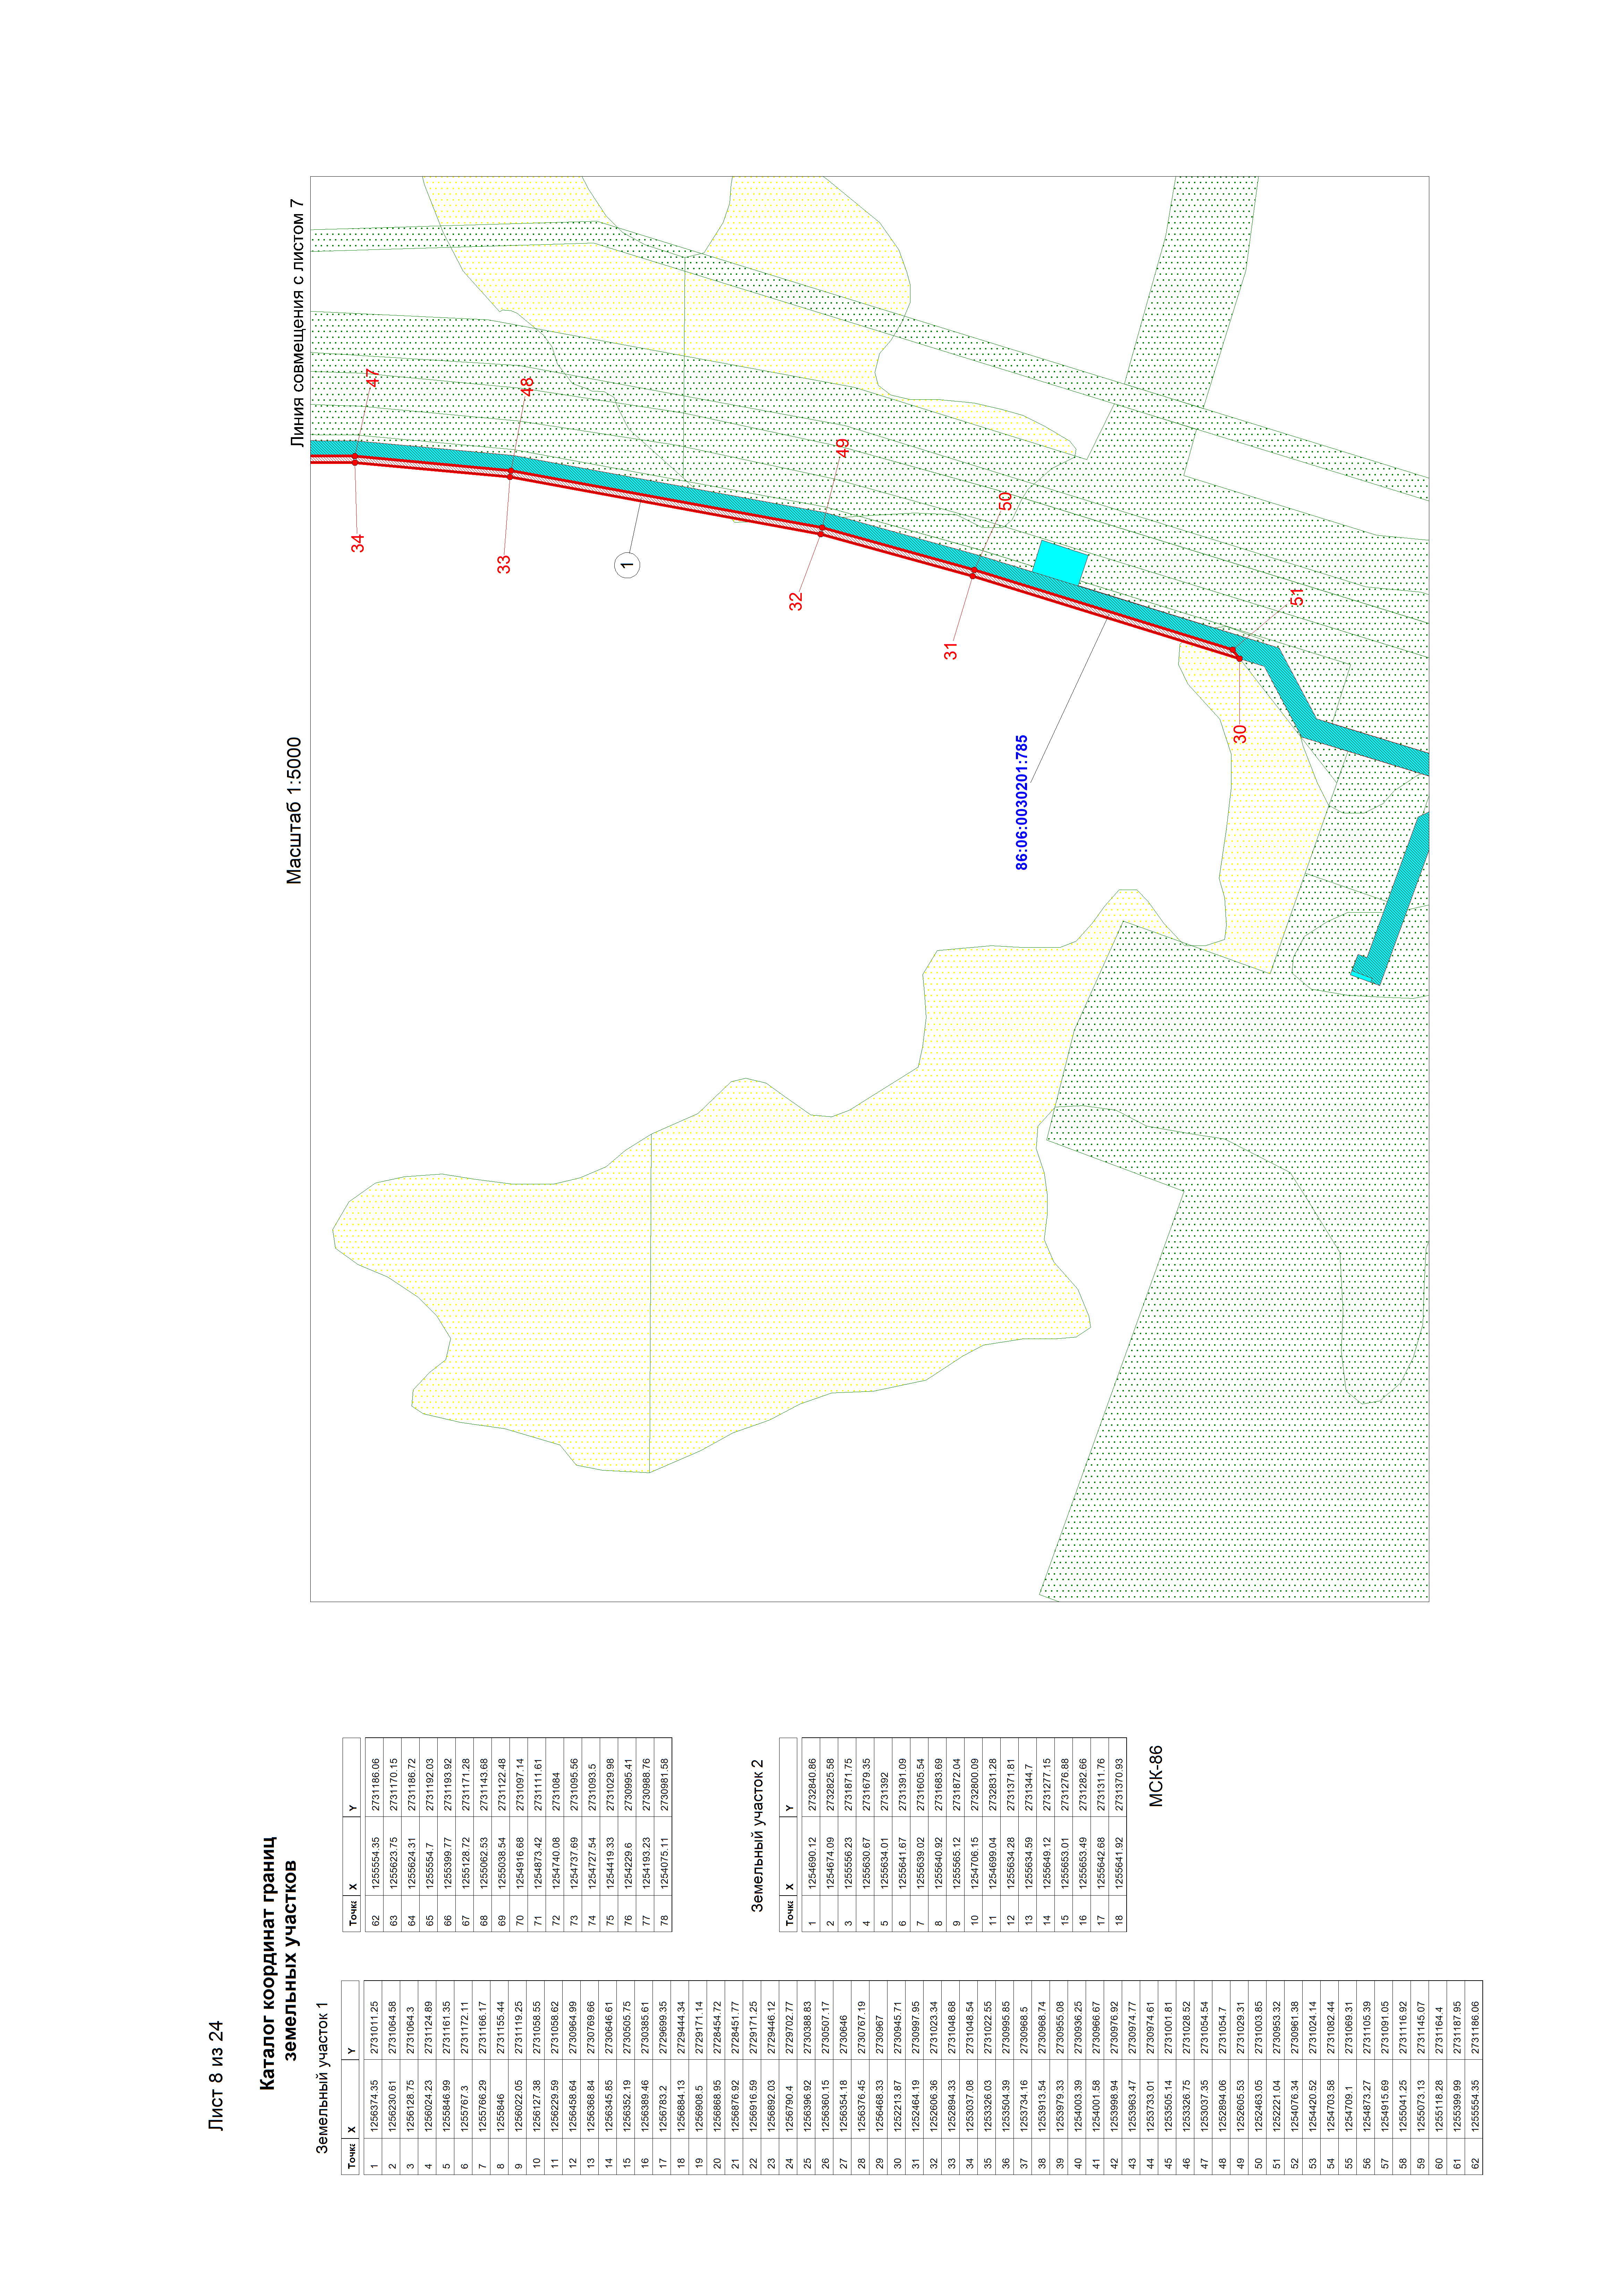 Лист 8 из 24
Каталог координат границ
земельных участков
Земельный участок 1
Точка X Y
1 1256374.35 2731011.25
2 1256230.61 2731064.58
3 1256128.75 2731064.3
4 1256024.23 2731124.89
5 1255846.99 2731161.35
6 1255767.3 2731172.11
7 1255766.29 2731166.17
8 1255846 2731155.44
9 1256022.05 2731119.25
10 1256127.38 2731058.55
11 1256229.59 2731058.62
12 1256458.64 2730964.99
13 1256368.84 2730769.66
14 1256345.85 2730646.61
15 1256352.19 2730505.75
16 1256389.46 2730385.61
17 1256783.2 2729699.35
18 1256884.13 2729444.34
19 1256908.5 2729171.14
20 1256868.95 2728454.72
21 1256876.92 2728451.77
22 1256916.59 2729171.25
23 1256892.03 2729446.12
24 1256790.4 2729702.77
25 1256396.92 2730388.83
26 1256360.15 2730507.17
27 1256354.18 2730646
28 1256376.45 2730767.19
29 1256468.33 2730967
30 1252213.87 2730945.71
31 1252464.19 2730997.95
32 1252606.36 2731023.34
33 1252894.33 2731048.68
34 1253037.08 2731048.54
35 1253326.03 2731022.55
36 1253504.39 2730995.85
37 1253734.16 2730968.5
38 1253913.54 2730968.74
39 1253979.33 2730955.08
40 1254003.39 2730936.25
41 1254001.58 2730966.67
42 1253998.94 2730976.92
43 1253963.47 2730974.77
44 1253733.01 2730974.61
45 1253505.14 2731001.81
46 1253326.75 2731028.52
47 1253037.35 2731054.54
48 1252894.06 2731054.7
49 1252605.53 2731029.31
50 1252463.05 2731003.85
51 1252221.04 2730953.32
52 1254076.34 2730961.38
53 1254420.52 2731024.14
54 1254703.58 2731082.44
55 1254709.1 2731069.31
56 1254873.27 2731105.39
57 1254915.69 2731091.05
58 1255041.25 2731116.92
59 1255073.13 2731145.07
60 1255118.28 2731164.4
61 1255399.99 2731187.95
62 1255554.35 2731186.06
Точка X Y
62 1255554.35 2731186.06
63 1255623.75 2731170.15
64 1255624.31 2731186.72
65 1255554.7 2731192.03
66 1255399.77 2731193.92
67 1255128.72 2731171.28
68 1255062.53 2731143.68
69 1255038.54 2731122.48
70 1254916.68 2731097.14
71 1254873.42 2731111.61
72 1254740.08 2731084
73 1254737.69 2731095.56
74 1254727.54 2731093.5
75 1254419.33 2731029.98
76 1254229.6 2730995.41
77 1254193.23 2730988.76
78 1254075.11 2730981.58
Земельный участок 2
Точка X Y
1 1254690.12 2732840.86
2 1254674.09 2732825.58
3 1255556.23 2731871.75
4 1255630.67 2731679.35
5 1255634.01 2731392
6 1255641.67 2731391.09
7 1255639.02 2731605.54
8 1255640.92 2731683.69
9 1255565.12 2731872.04
10 1254706.15 2732800.09
11 1254699.04 2732831.28
12 1255634.28 2731371.81
13 1255634.59 2731344.7
14 1255649.12 2731277.15
15 1255653.01 2731276.88
16 1255653.49 2731282.66
17 1255642.68 2731311.76
18 1255641.92 2731370.93
МСК-86
Масштаб 1:5000
Линия совмещения с листом 7
47
34
48
33
1
49
32
50
31
51
30
86:06:0030201:785